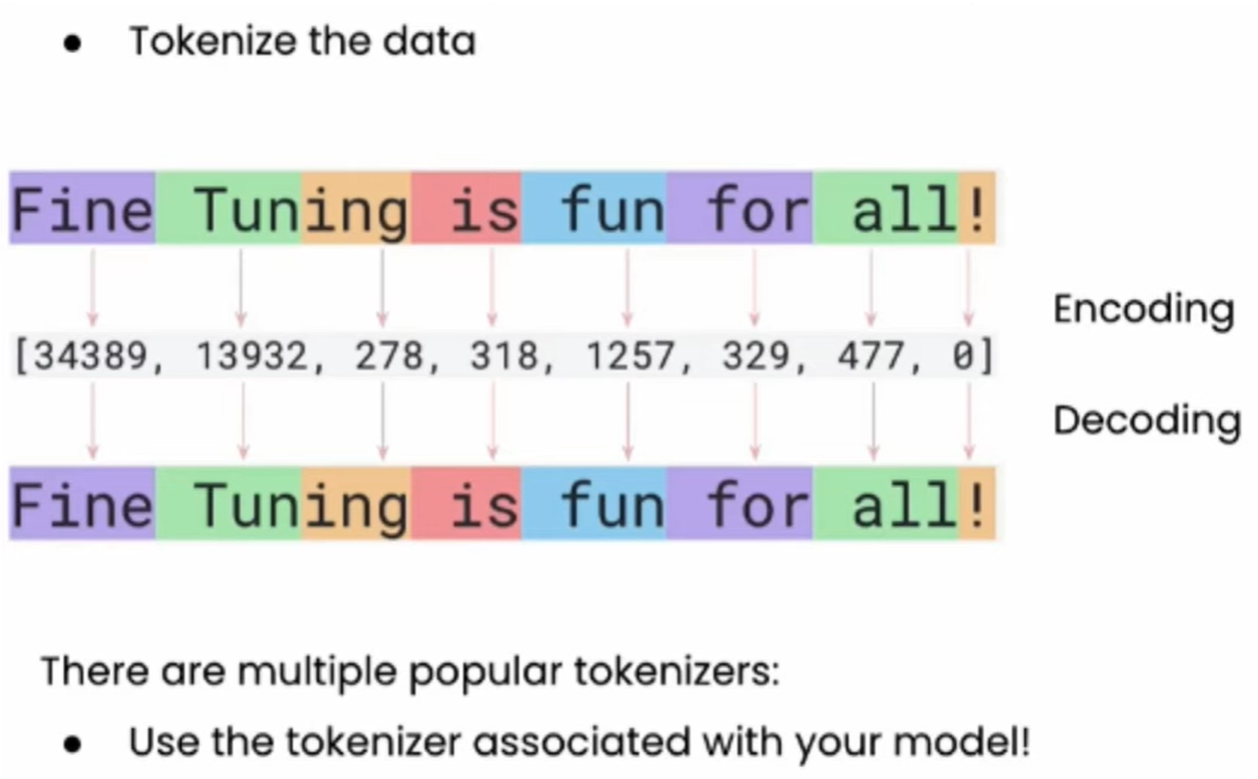 • Tokenize the data
Fine Tuning is fun for all!
Encoding
[34389, 13932, 278, 318, 1257, 329, 477, 0]
Decoding
Fine Tuning is fun for all!
There are multiple popular tokenizers:
• Use the tokenizer associated with your model!